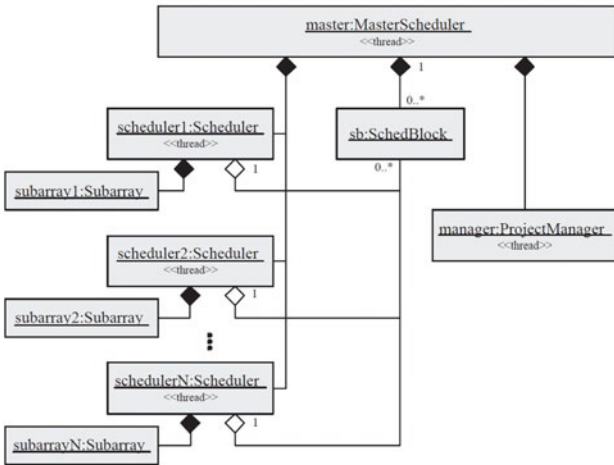 master:MasterScheduler
<<thread>>
1
0..*
scheduler1:Scheduler
<<thread>>
sb:SchedBlock
1
0..*
subarray1:Subarray
manager:ProjectManager
<<thread>>
scheduler2:Scheduler
<<thread>>
1
subarray2:Subarray
schedulerN:Scheduler
<<thread>>
1
subarrayN:Subarray